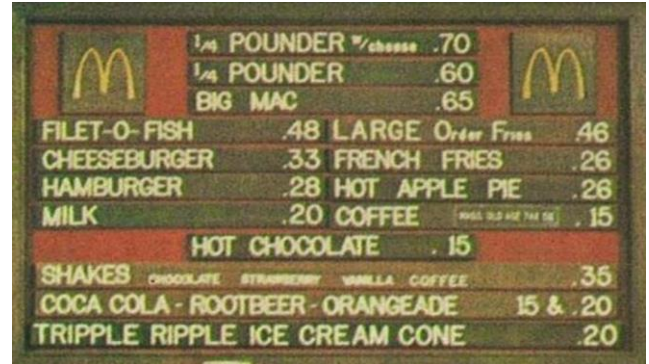 1/4 POUNDER w/cheese .70
1/4 POUNDER .60
BIG MAC .65
FILET-O-FISH .48 LARGE Order Fries .46
CHEESEBURGER .33 FRENCH FRIES .26
HAMBURGER .28 HOT APPLE PIE .26
MILK .20 COFFEE .15
HOT CHOCOLATE .15
SHAKES CHOCOLATE STRAWBERRY VANILLA COFFEE .35
COCA COLA - ROOTBEER - ORANGEADE 15 & .20
TRIPPLE RIPPLE ICE CREAM CONE .20